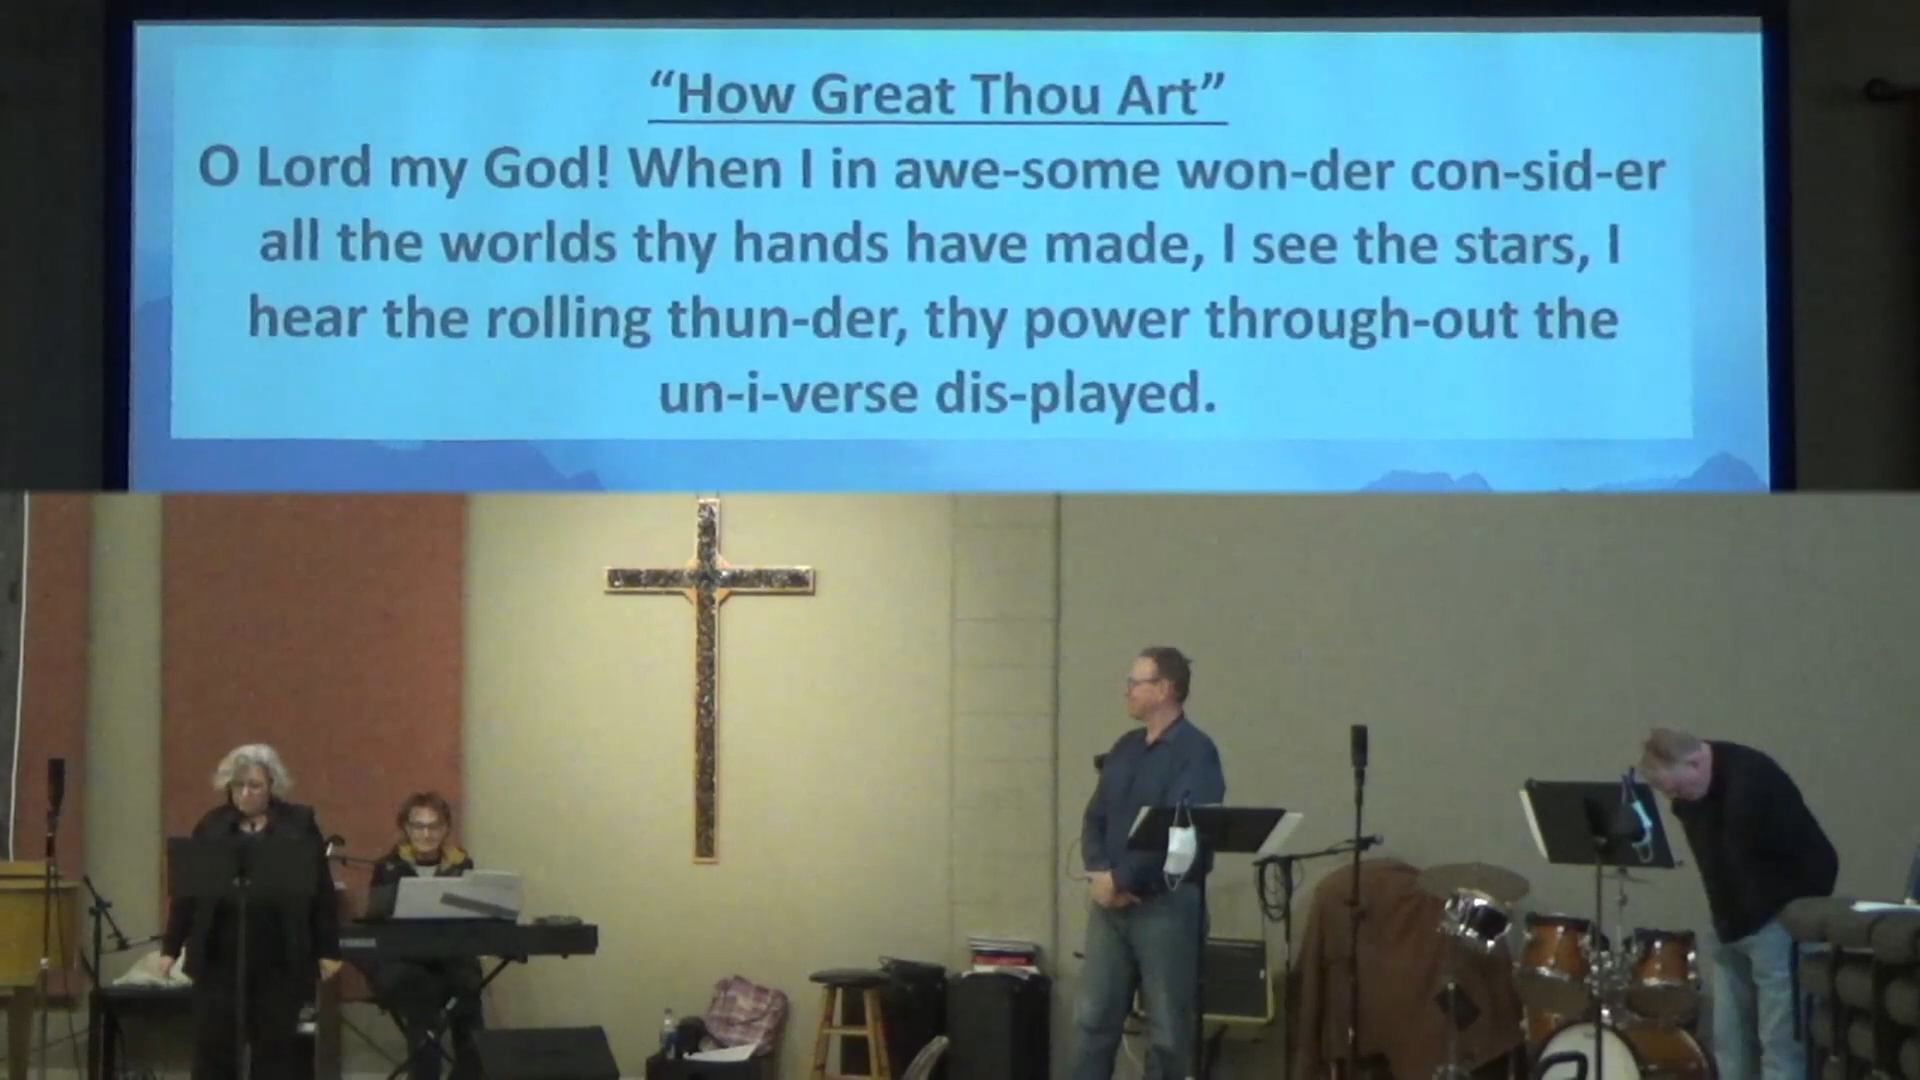 “How Great Thou Art”
O Lord my God! When I in awe-some won-der con-sid-er
all the worlds thy hands have made, I see the stars, I
hear the rolling thun-der, thy power through-out the
un-i-verse dis-played.